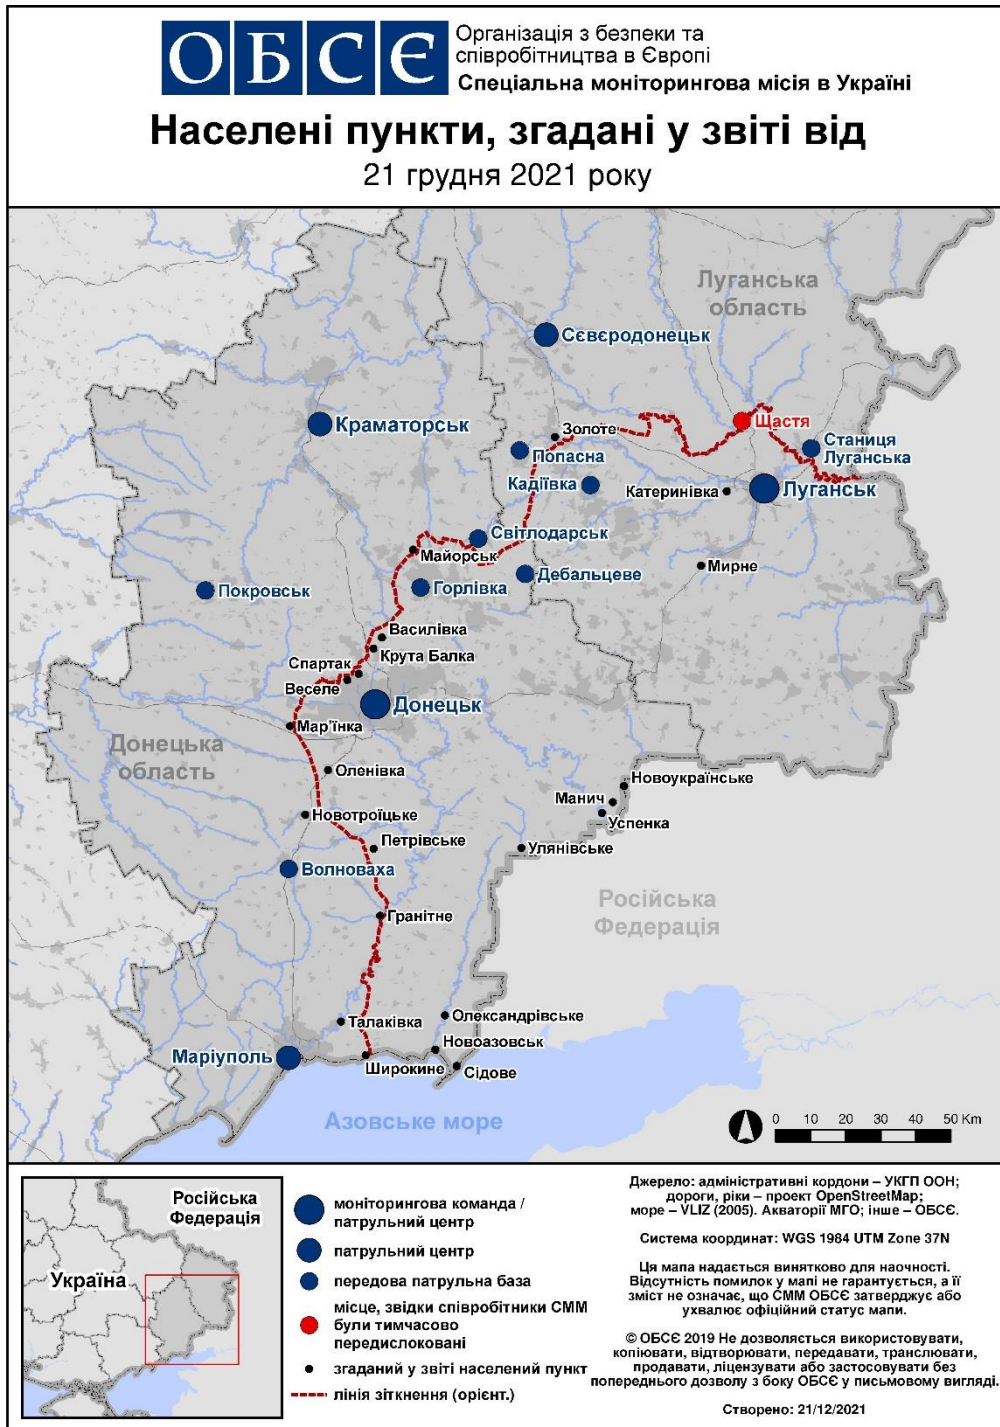 ОБСЄ
Організація з безпеки та
співробітництва в Європі
Спеціальна моніторингова місія в Україні
Населені пункти, згадані у звіті від
21 грудня 2021 року
Луганська
область
Сєвєродонецьк
Краматорськ
Щастя
Золоте
Станиця
Луганська
Попасна
Кадіївка
Катеринівка
Луганськ
Світлодарськ
Майорськ
Мирне
Дебальцеве
Покровськ
Горлівка
Василівка
Крута Балка
Спартак
Веселе
Донецьк
Мар'їнка
Донецька
область
Оленівка
Новоукраїнське
Манич
Новотроїцьке
Успенка
Петрівське
Улянівське
Волноваха
Російська
Федерація
Гранітне
Олександрівське
Талаківка
Новоазовськ
Маріуполь
Широкине
Сідове
Азовське море
0 10 20 30 40 50 Km
Російська
Федерація
Україна
моніторингова команда /
патрульний центр
патрульний центр
передова патрульна база
місце, звідки співробітники СММ
були тимчасово
передислоковані
згаданий у звіті населений пункт
лінія зіткнення (орієнт.)
Джерело: адміністративні кордони – УКГП ООН;
дороги, ріки – проект OpenStreetMap;
море – VLIZ (2005). Акваторії МГО; інше – ОБСЄ.
Система координат: WGS 1984 UTM Zone 37N
Ця мапа надається винятково для наочності.
Відсутність помилок у мапі не гарантується, а її
зміст не означає, що СММ ОБСЄ затверджує або
ухвалює офіційний статус мапи.
© ОБСЄ 2019 Не дозволяється використовувати,
копіювати, відтворювати, передавати, транслювати,
продавати, ліцензувати або застосовувати без
попереднього дозволу з боку ОБСЄ у письмовому вигляді.
Створено: 21/12/2021